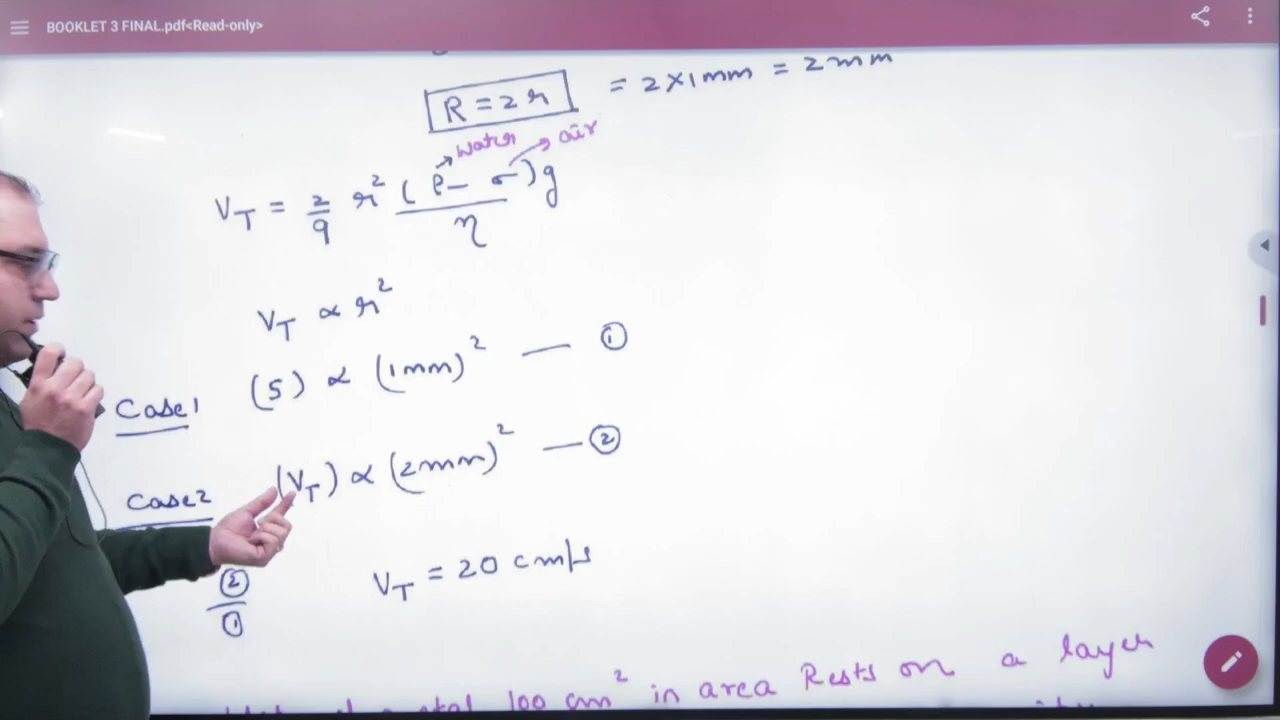 BOOKLET 3 FINAL.pdf<Read-only>
R = 2r = 2×1mm = 2mm
water air
V_T = 2/9 r² (ρ – σ)g / η
V_T ∝ r²
Case1 (5) ∝ (1mm)² — ①
Case2 (V_T) ∝ (2mm)² — ②
②/① V_T = 20 cm/s
100 cm² in area Rests on a layer